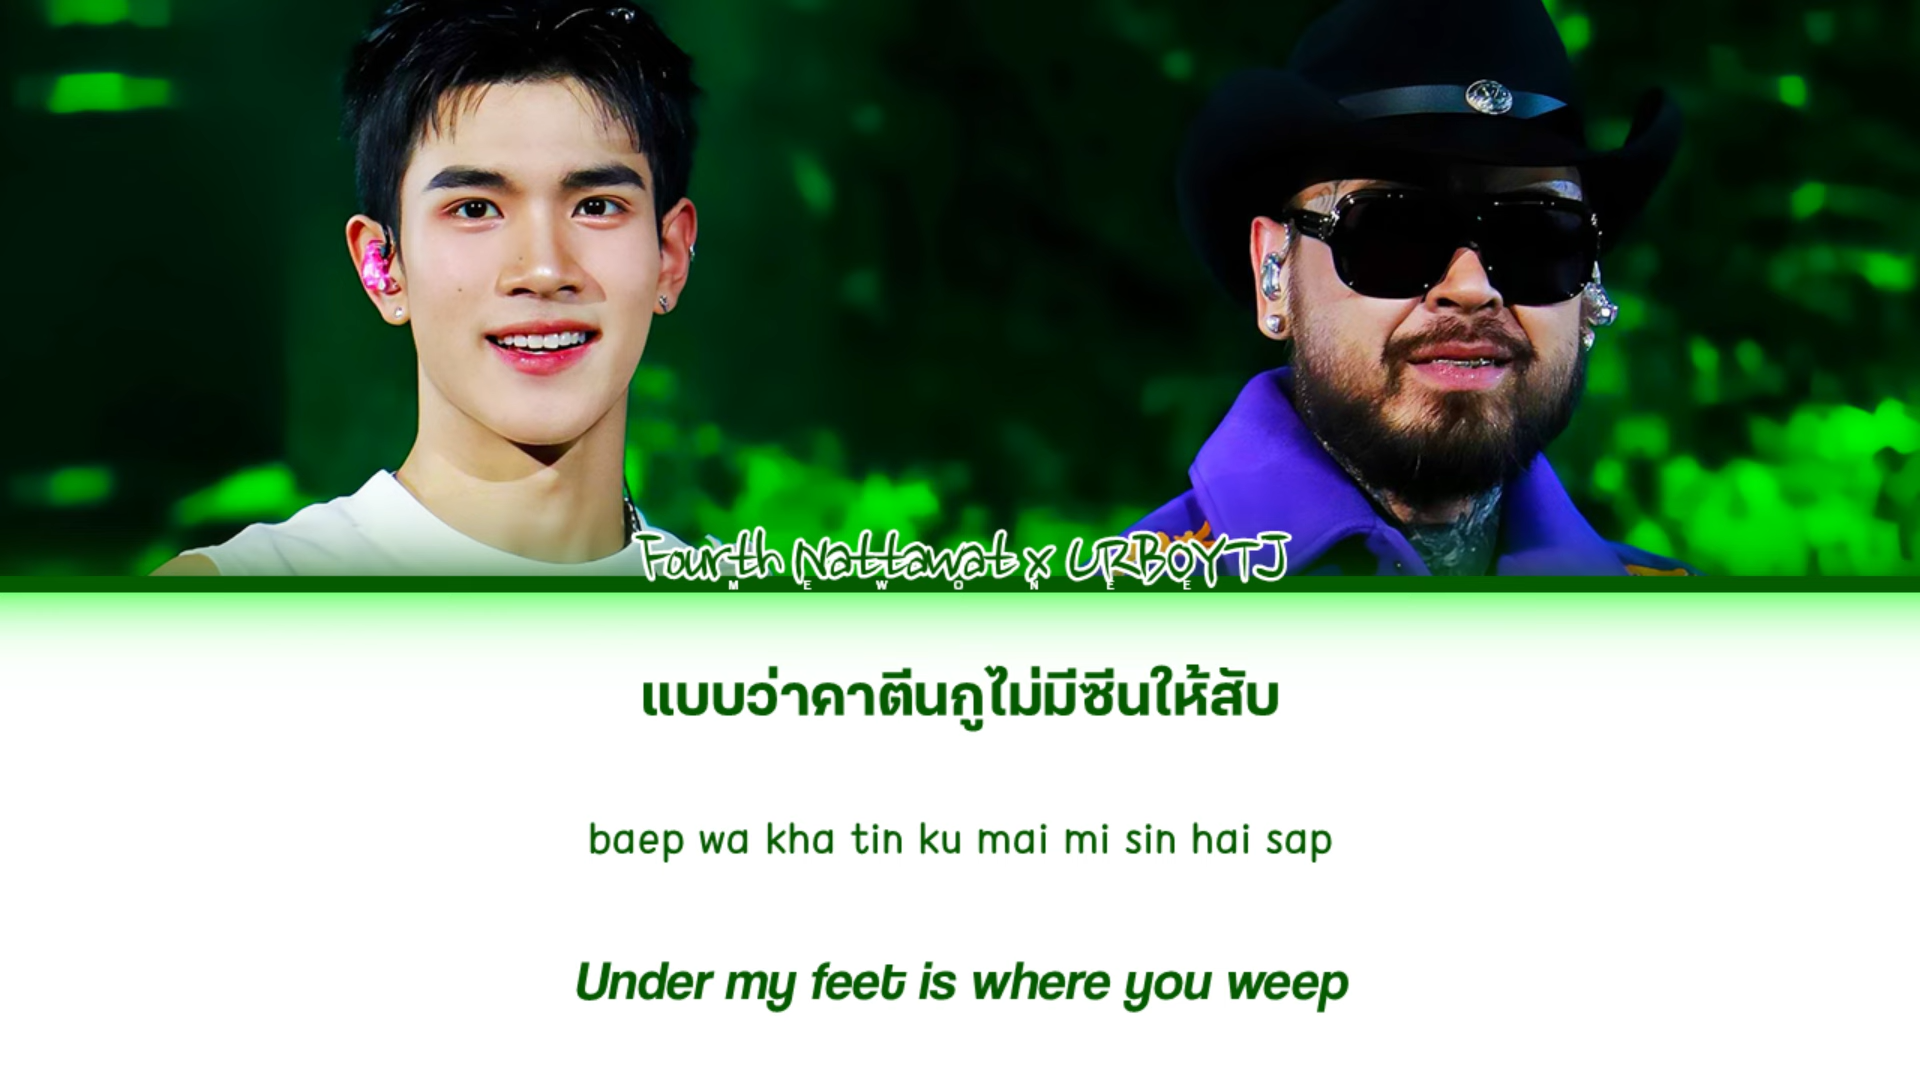 Fourth Nattawat x URBOYTJ
MEWONEE
แบบว่าคาตีนกูไม่มีซีนให้สับ
baep wa kha tin ku mai mi sin hai sap
Under my feet is where you weep